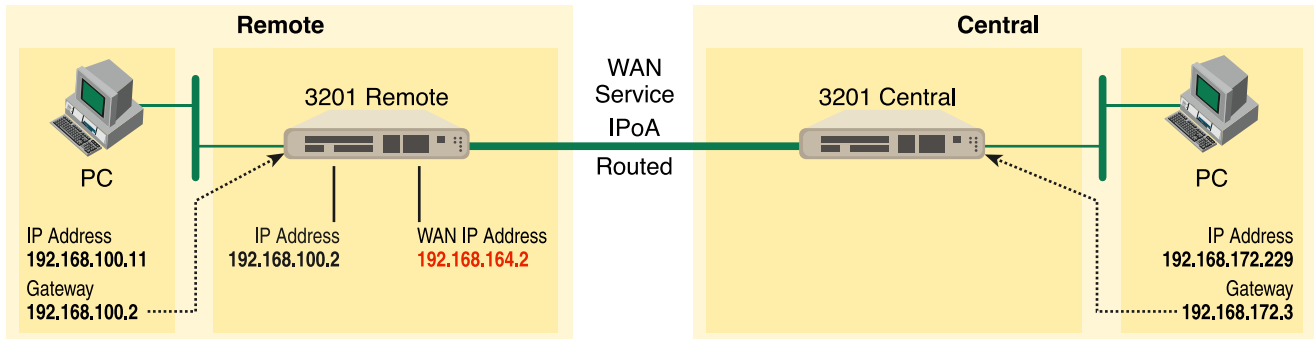 Remote
PC
IP Address
192.168.100.11
Gateway
192.168.100.2
3201 Remote
IP Address
192.168.100.2
WAN IP Address
192.168.164.2
WAN
Service
IPoA
Routed
Central
3201 Central
PC
IP Address
192.168.172.229
Gateway
192.168.172.3